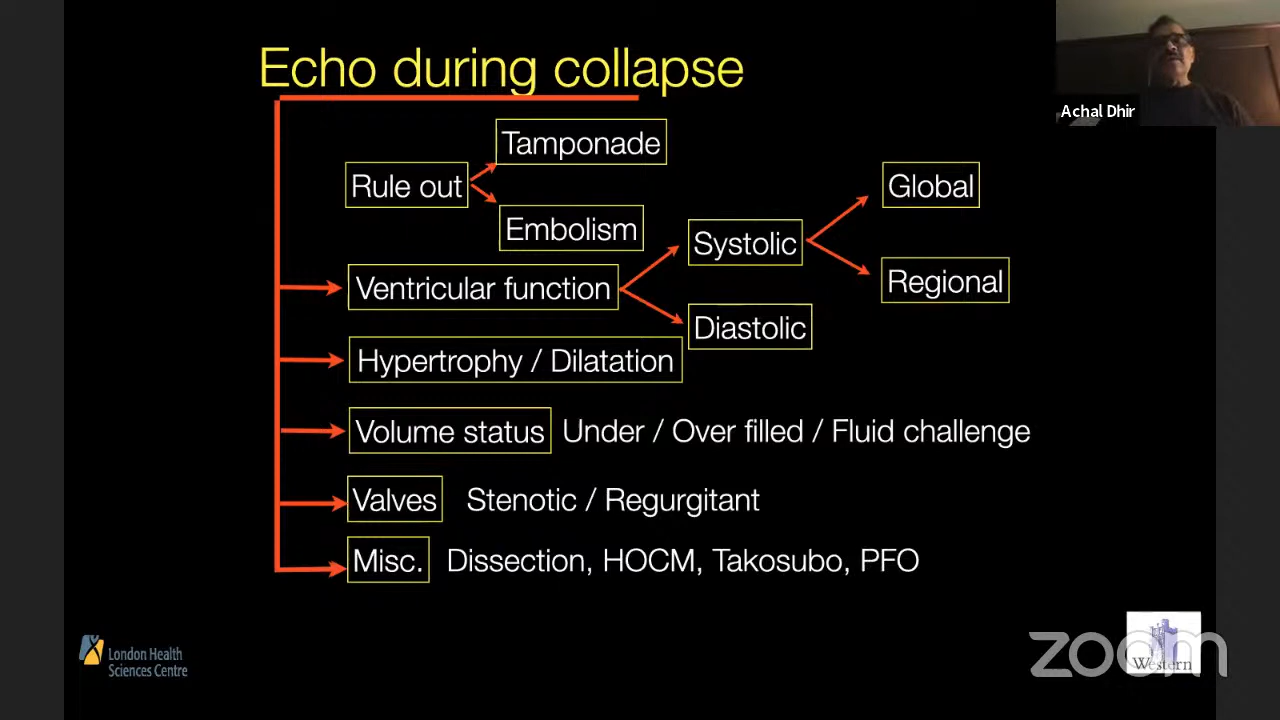 Echo during collapse
Achal Dhir
Tamponade
Rule out
Embolism
Global
Systolic
Regional
Ventricular function
Diastolic
Hypertrophy / Dilatation
Volume status Under / Over filled / Fluid challenge
Valves Stenotic / Regurgitant
Misc. Dissection, HOCM, Takosubo, PFO
London Health
Sciences Centre
zoom
Western